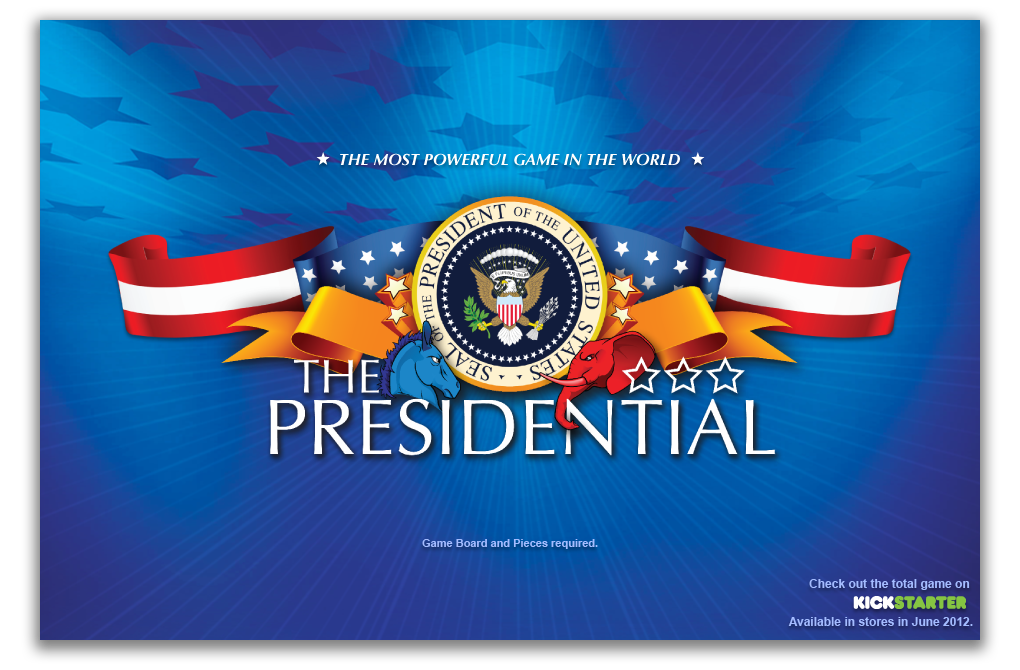 THE MOST POWERFUL GAME IN THE WORLD
SEAL OF THE PRESIDENT OF THE UNITED STATES
E PLURIBUS UNUM
THE
PRESIDENTIAL
Game Board and Pieces required.
Check out the total game on
KICKSTARTER
Available in stores in June 2012.